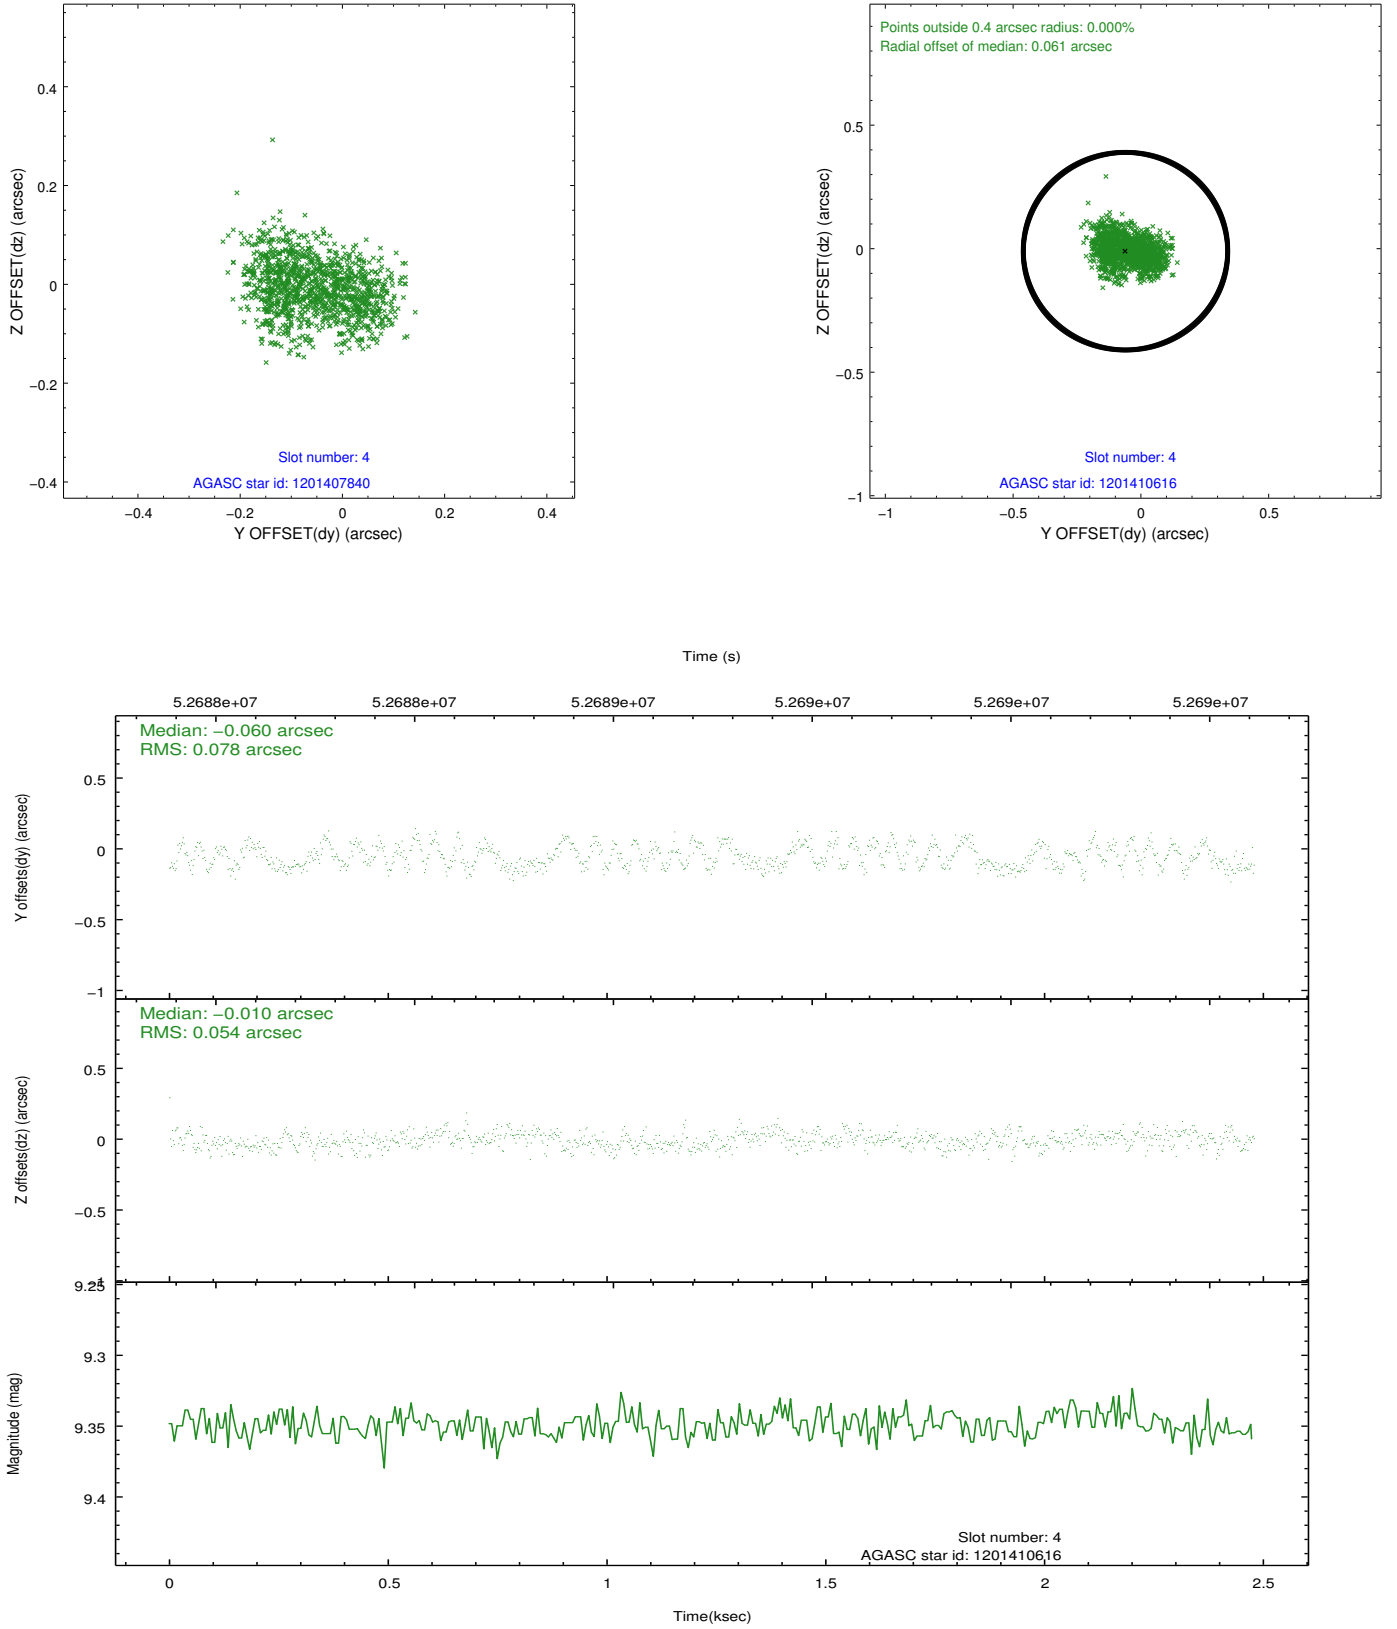 0.4
0.2
0
−0.2
−0.4
Z OFFSET(dz) (arcsec)
Slot number: 4
AGASC star id: 1201407840
−0.4
−0.2
0
0.2
0.4
Y OFFSET(dy) (arcsec)
Points outside 0.4 arcsec radius: 0.000%
Radial offset of median: 0.061 arcsec
0.5
0
−0.5
−1
Z OFFSET(dz) (arcsec)
Slot number: 4
AGASC star id: 1201410616
−1
−0.5
0
0.5
Y OFFSET(dy) (arcsec)
Time (s)
5.2688e+07
5.2688e+07
5.2689e+07
5.269e+07
5.269e+07
5.269e+07
Median: −0.060 arcsec
RMS: 0.078 arcsec
0.5
0
−0.5
−1
Y offsets(dy) (arcsec)
Median: −0.010 arcsec
RMS: 0.054 arcsec
0.5
0
−0.5
−1
Z offsets(dz) (arcsec)
9.25
9.3
9.35
9.4
Magnitude (mag)
Slot number: 4
AGASC star id: 1201410616
0
0.5
1
1.5
2
2.5
Time(ksec)